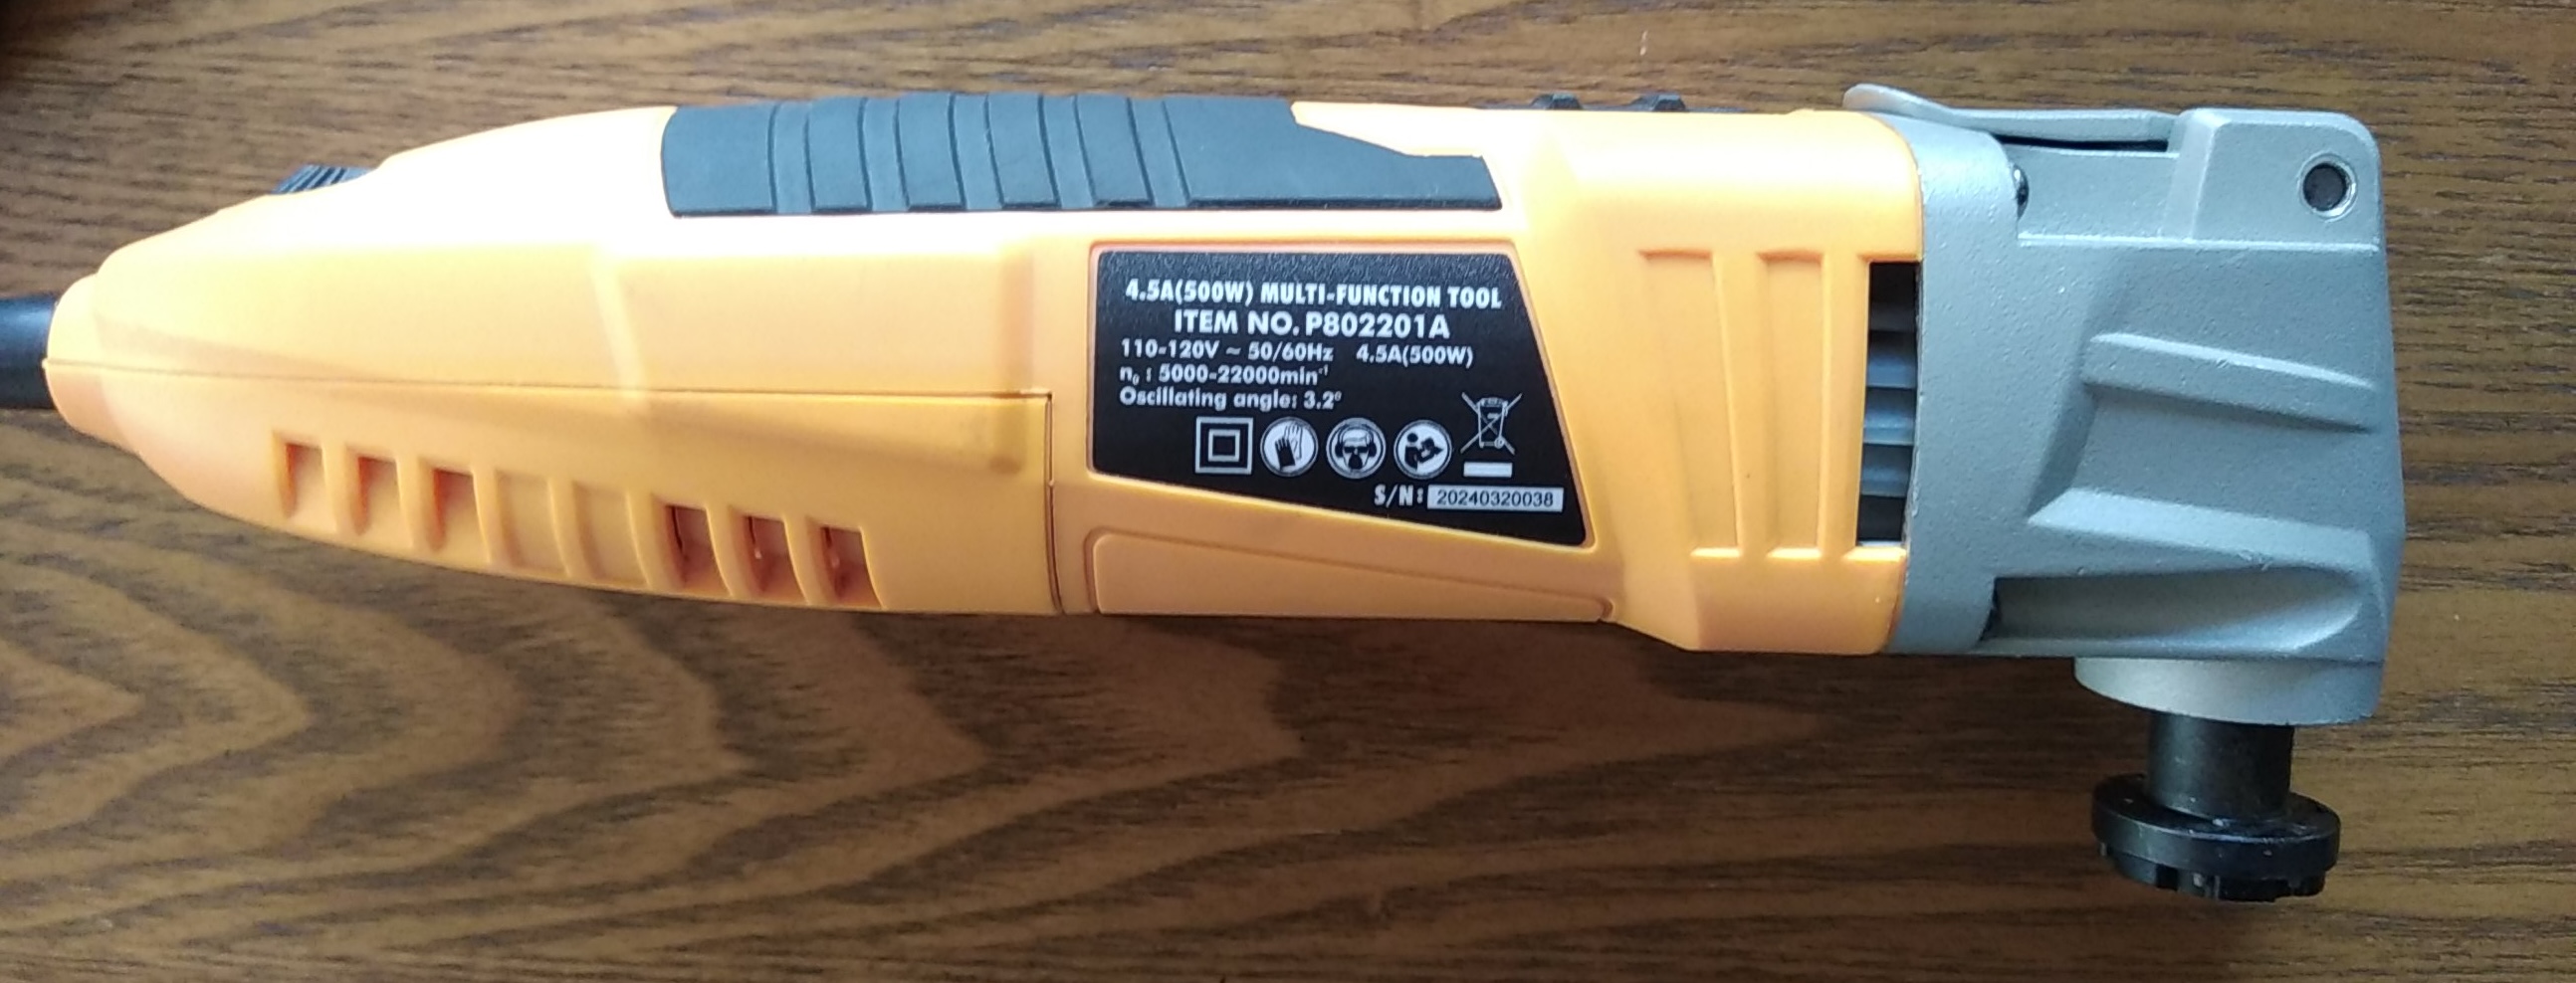 4.5A(500W) MULTI-FUNCTION TOOL
ITEM NO. P802201A
110-120V ~ 50/60Hz 4.5A(500W)
n₀ : 5000-22000min⁻¹
Oscillating angle: 3.2°
S/N: 20240320038